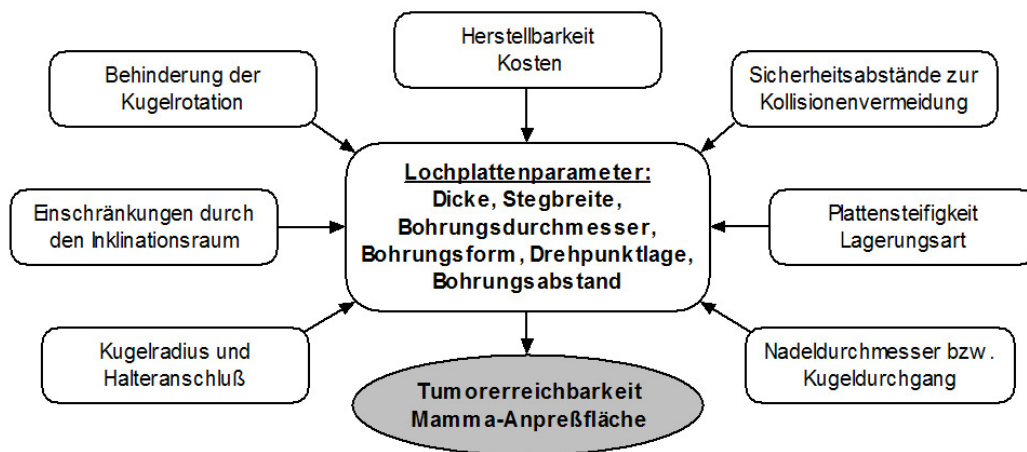 Herstellbarkeit
Kosten
Behinderung der
Kugelrotation
Sicherheitsabstände zur
Kollisionenvermeidung
Lochplattenparameter:
Dicke, Stegbreite,
Bohrungsdurchmesser,
Bohrungsform, Drehpunktlage,
Bohrungsabstand
Einschränkungen durch
den Inklinationsraum
Plattensteifigkeit
Lagerungsart
Kugelradius und
Halteranschluß
Nadeldurchmesser bzw.
Kugeldurchgang
Tumorerreichbarkeit
Mamma-Anpreßfläche